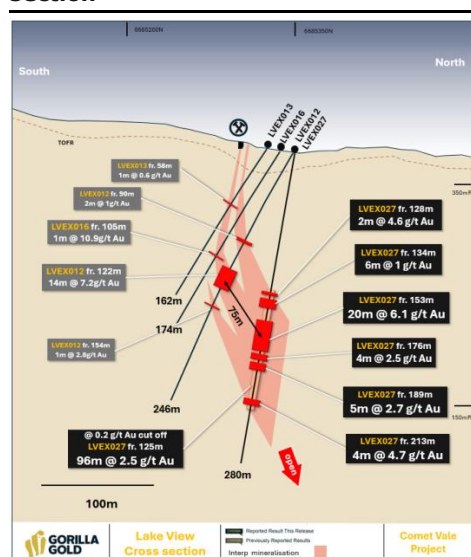 6665200N
6665350N
South
North
LVEX013
LVEX016
LVEX012
LVEX027
TOFR
LVEX013 fr. 58m
1m @ 0.6 g/t Au
LVEX013 fr. 90m
2m @ 1g/t Au
LVEX016 fr. 105m
1m @ 10.9g/t Au
LVEX012 fr. 122m
14m @ 7.2g/t Au
LVEX012 fr. 154m
1m @ 2.8g/t Au
162m
174m
246m
280m
75m
350mR
LVEX027 fr. 128m
2m @ 4.6 g/t Au
LVEX027 fr. 134m
6m @ 1 g/t Au
LVEX027 fr. 153m
20m @ 6.1 g/t Au
LVEX027 fr. 176m
4m @ 2.5 g/t Au
LVEX027 fr. 189m
5m @ 2.7 g/t Au
150mR
LVEX027 fr. 213m
4m @ 4.7 g/t Au
@ 0.2 g/t Au cut off
LVEX027 fr. 125m
96m @ 2.5 g/t Au
open
100m
GORILLA
GOLD
Lake View
Cross section
Reported Result This Release
Previously Reported Results
Interp mineralisation
Comet Vale
Project